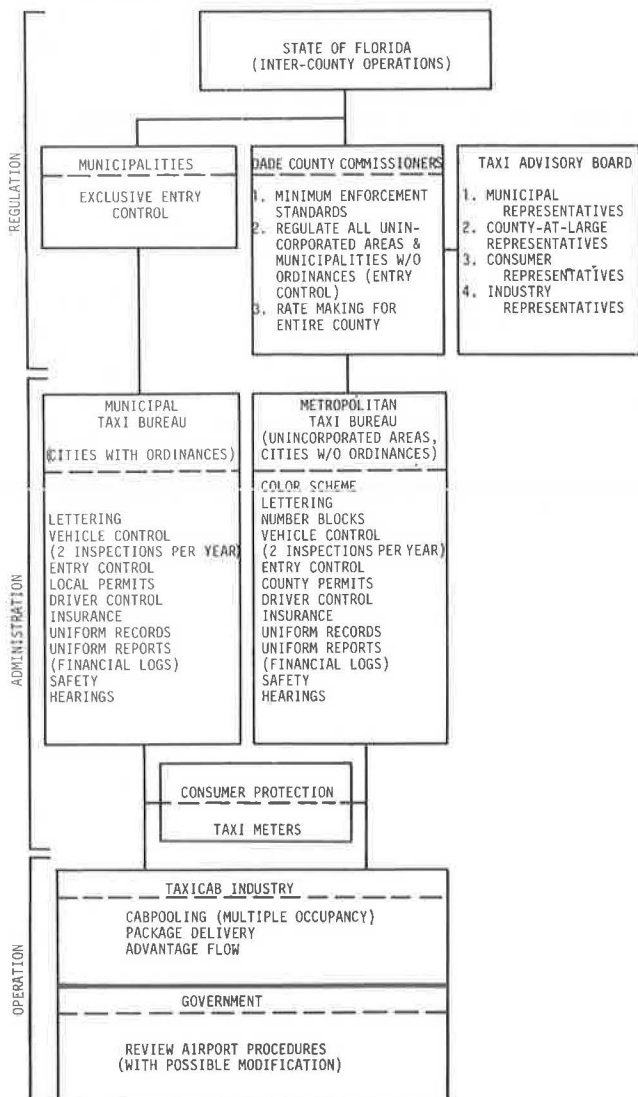 STATE OF FLORIDA
(INTER-COUNTY OPERATIONS)
REGULATION
MUNICIPALITIES
EXCLUSIVE ENTRY
CONTROL
DADE COUNTY COMMISSIONERS
1. MINIMUM ENFORCEMENT
STANDARDS
2. REGULATE ALL UNIN-
CORPORATED AREAS &
MUNICIPALITIES W/O
ORDINANCES (ENTRY
CONTROL)
3. RATE MAKING FOR
ENTIRE COUNTY
TAXI ADVISORY BOARD
1. MUNICIPAL
REPRESENTATIVES
2. COUNTY-AT-LARGE
REPRESENTATIVES
3. CONSUMER
REPRESENTATIVES
4. INDUSTRY
REPRESENTATIVES
ADMINISTRATION
MUNICIPAL
TAXI BUREAU
(CITIES WITH ORDINANCES)
LETTERING
VEHICLE CONTROL
(2 INSPECTIONS PER YEAR)
ENTRY CONTROL
LOCAL PERMITS
DRIVER CONTROL
INSURANCE
UNIFORM RECORDS
UNIFORM REPORTS
(FINANCIAL LOGS)
SAFETY
HEARINGS
METROPOLITAN
TAXI BUREAU
(UNINCORPORATED AREAS,
CITIES W/O ORDINANCES)
COLOR SCHEME
LETTERING
NUMBER BLOCKS
VEHICLE CONTROL
(2 INSPECTIONS PER YEAR)
ENTRY CONTROL
COUNTY PERMITS
DRIVER CONTROL
INSURANCE
UNIFORM RECORDS
UNIFORM REPORTS
(FINANCIAL LOGS)
SAFETY
HEARINGS
CONSUMER PROTECTION
TAXI METERS
OPERATION
TAXICAB INDUSTRY
CABPOOLING (MULTIPLE OCCUPANCY)
PACKAGE DELIVERY
ADVANTAGE FLOW
GOVERNMENT
REVIEW AIRPORT PROCEDURES
(WITH POSSIBLE MODIFICATION)